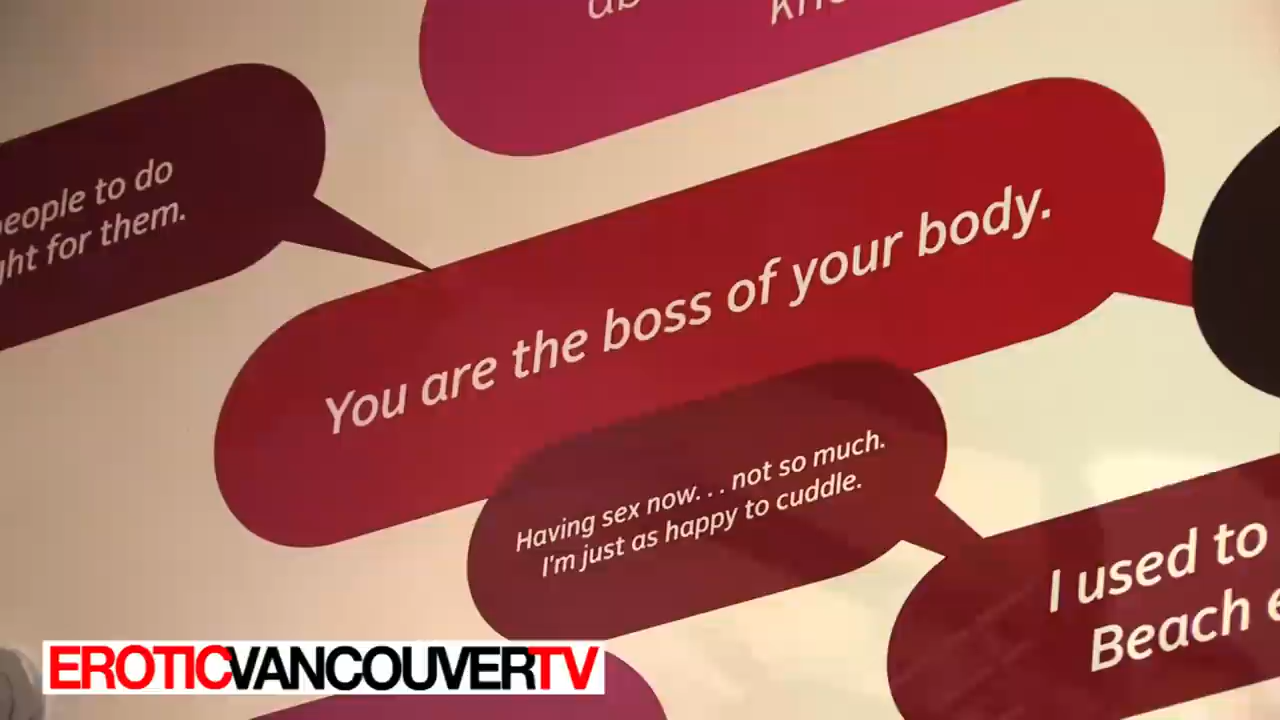 people to do
for them.
You are the boss of your body.
Having sex now. . . not so much.
I'm just as happy to cuddle.
I used to
Beach
EROTICVANCOUVERTV